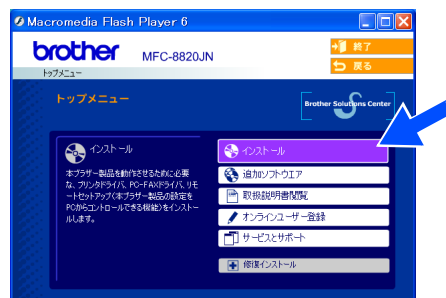 Macromedia Flash Player 6
brother
MFC-8820JN
終了
戻る
トップメニュー
トップメニュー
Brother Solutions Center
インストール
本ブラザー製品を動作させるために必要
な、プリンタドライバ、PC-FAXドライバ、リモ
ートセットアップ(本ブラザー製品の設定を
PCからコントロールできる機能)をインストー
ルします。
インストール
追加ソフトウエア
取扱説明書閲覧
オンラインユーザー登録
サービスとサポート
修復インストール